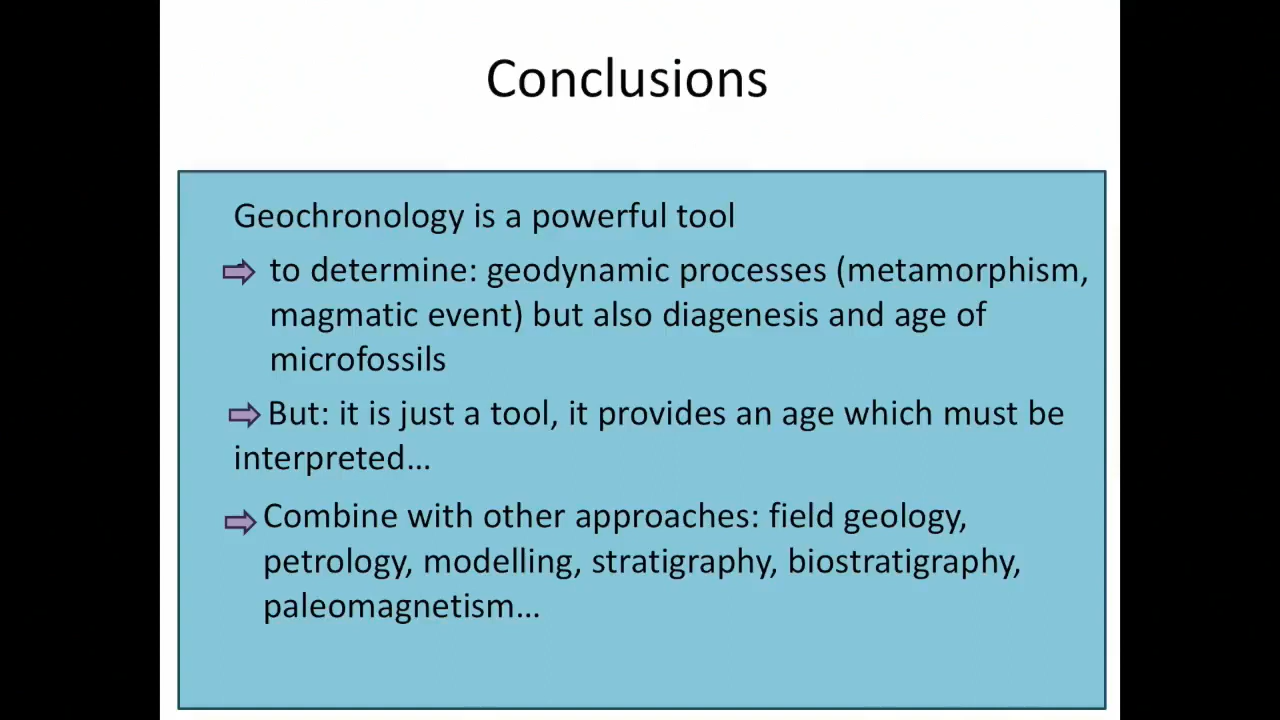 Conclusions
Geochronology is a powerful tool
to determine: geodynamic processes (metamorphism,
magmatic event) but also diagenesis and age of
microfossils
But: it is just a tool, it provides an age which must be
interpreted…
Combine with other approaches: field geology,
petrology, modelling, stratigraphy, biostratigraphy,
paleomagnetism…